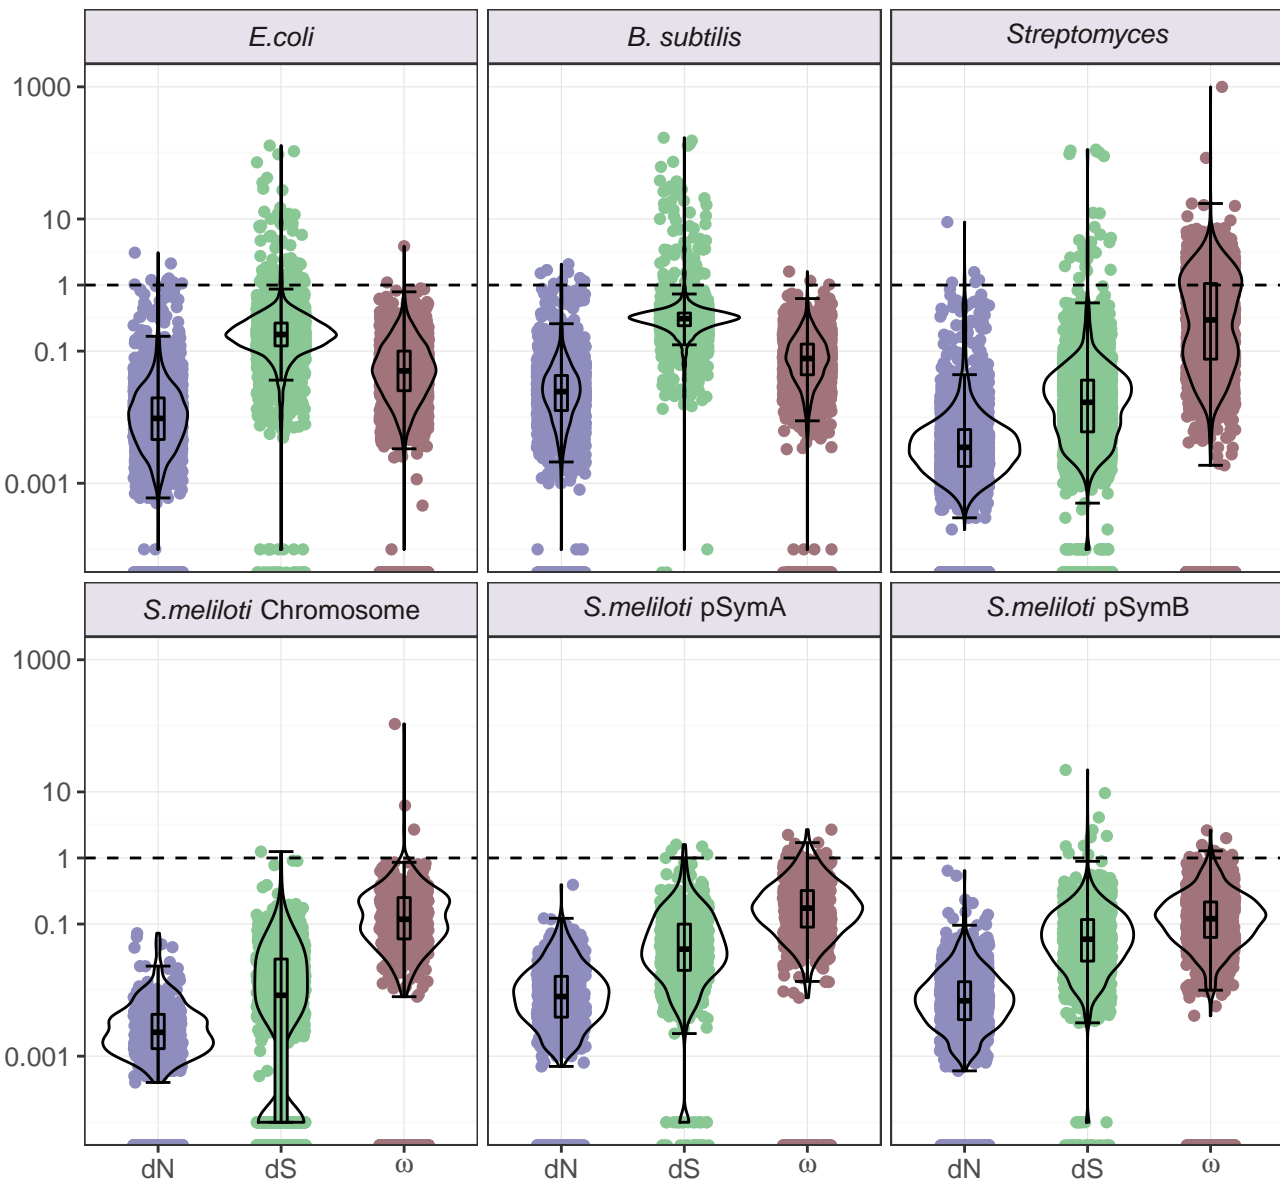 E.coli
B. subtilis
Streptomyces
1000
10
1
0.1
0.001
S.meliloti Chromosome
S.meliloti pSymA
S.meliloti pSymB
1000
10
1
0.1
0.001
dN dS ω dN dS ω dN dS ω